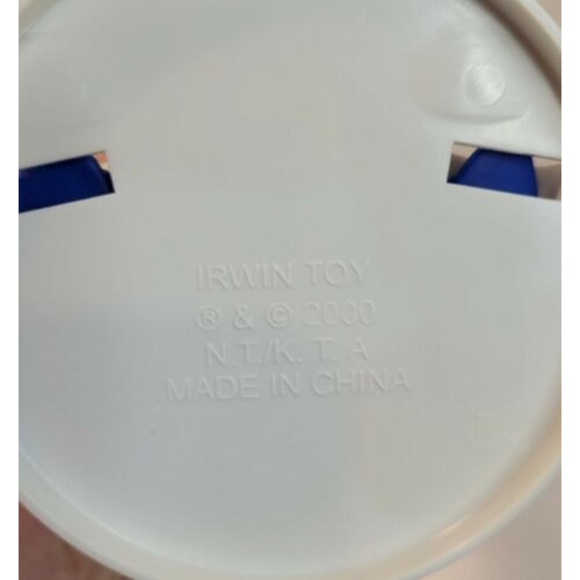 IRWIN TOY
® & © 2000
N.T./K. T. A
MADE IN CHINA